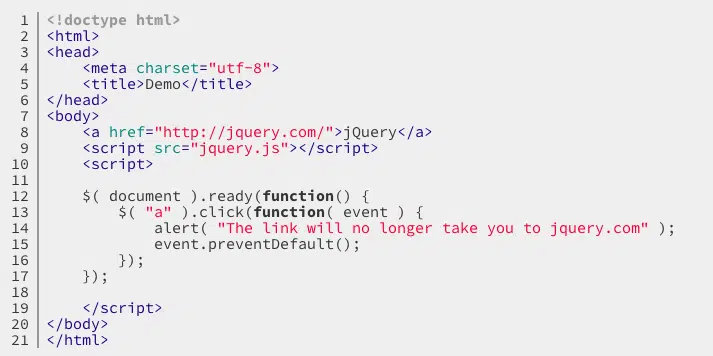 1 <!doctype html>
2 <html>
3 <head>
4     <meta charset="utf-8">
5     <title>Demo</title>
6 </head>
7 <body>
8     <a href="http://jquery.com/">jQuery</a>
9     <script src="jquery.js"></script>
10     <script>
11
12     $( document ).ready(function() {
13         $( "a" ).click(function( event ) {
14             alert( "The link will no longer take you to jquery.com" );
15             event.preventDefault();
16         });
17     });
18
19     </script>
20 </body>
21 </html>